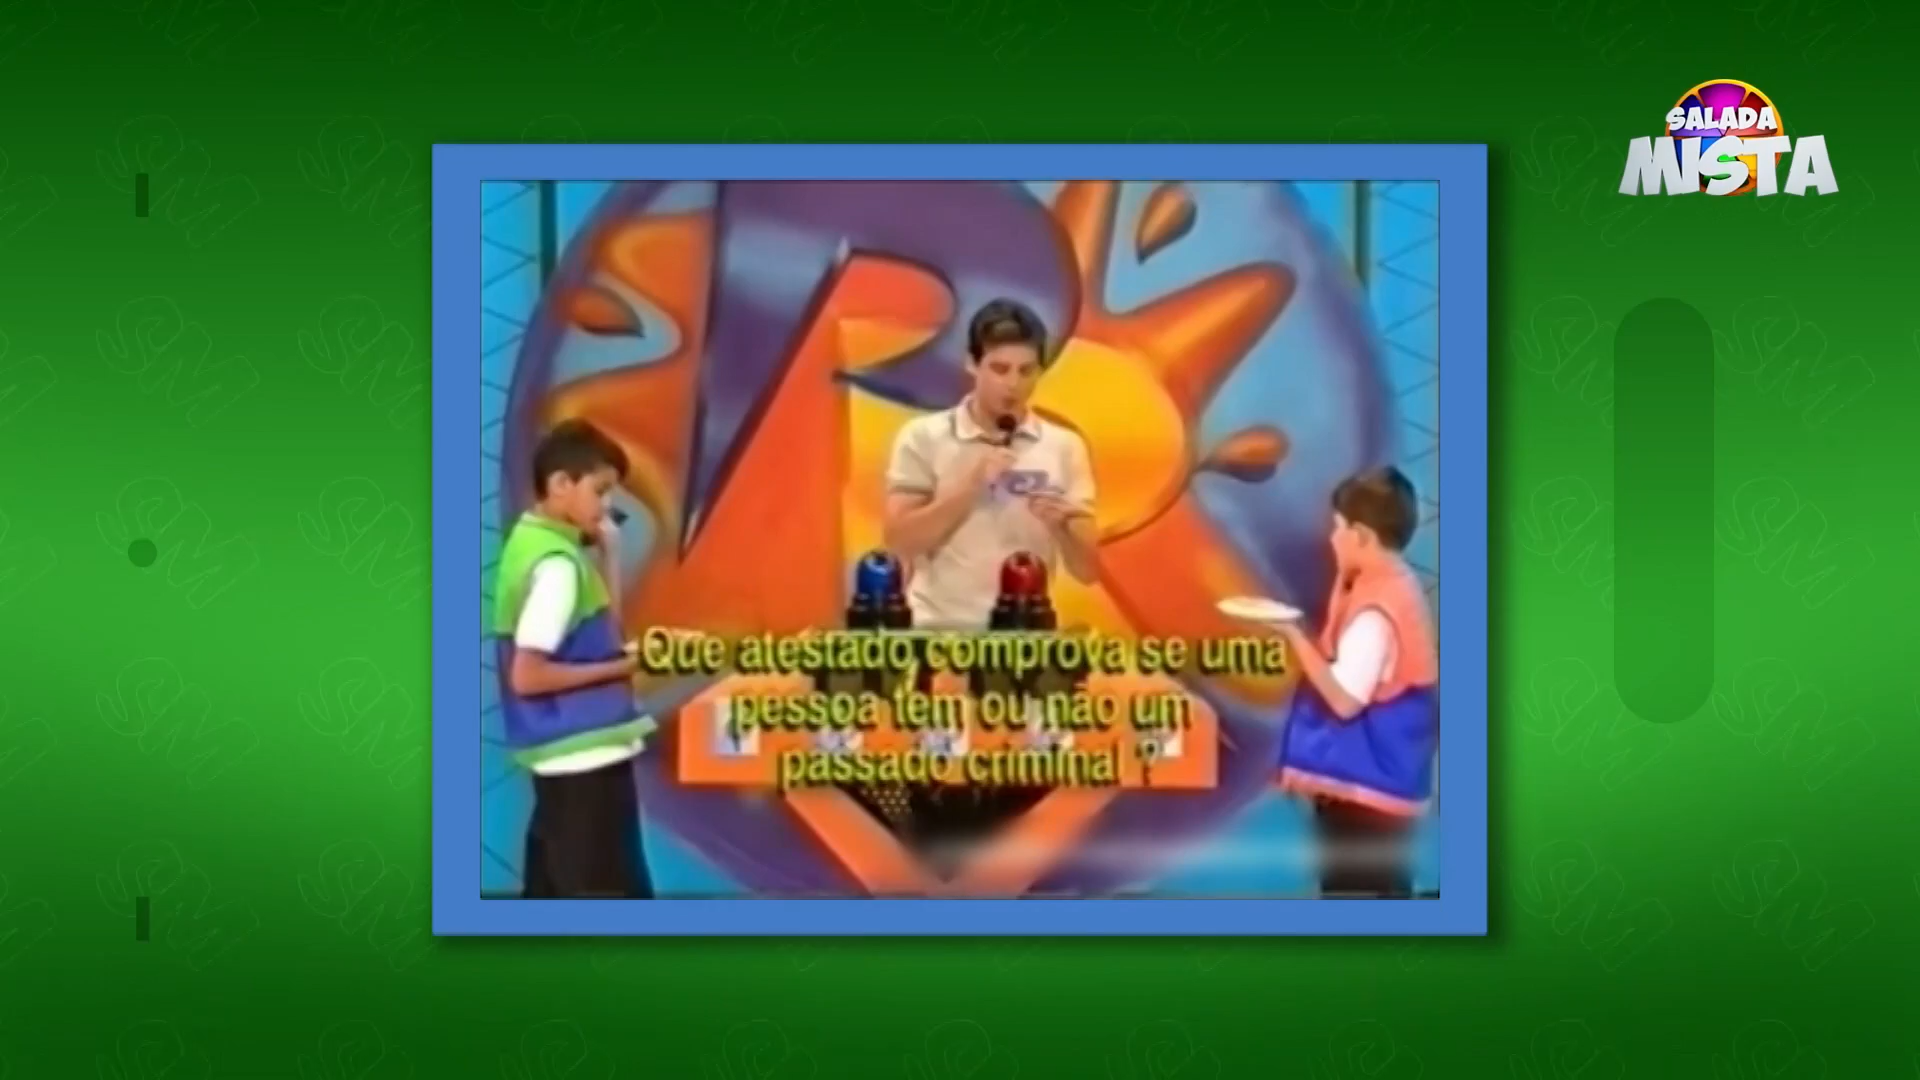 SALADA
MISTA
Que atestado comprova se uma
pessoa tem ou não um
passado criminal ?